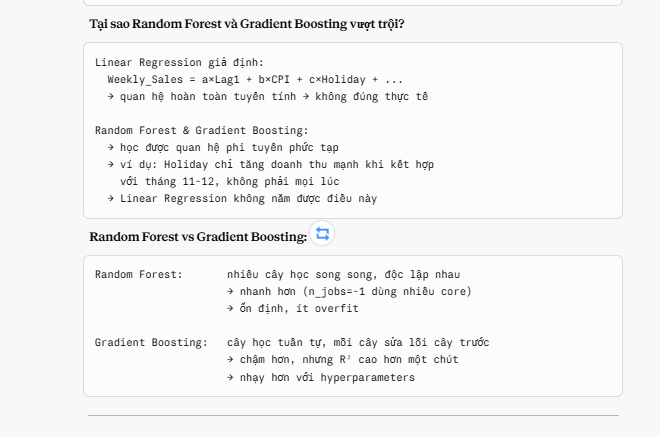 Tại sao Random Forest và Gradient Boosting vượt trội?
Linear Regression giả định:
Weekly_Sales = a×Lag1 + b×CPI + c×Holiday + ...
→ quan hệ hoàn toàn tuyến tính → không đúng thực tế
Random Forest & Gradient Boosting:
→ học được quan hệ phi tuyến phức tạp
→ ví dụ: Holiday chỉ tăng doanh thu mạnh khi kết hợp
với tháng 11-12, không phải mọi lúc
→ Linear Regression không nắm được điều này
Random Forest vs Gradient Boosting:
Random Forest: nhiều cây học song song, độc lập nhau
→ nhanh hơn (n_jobs=-1 dùng nhiều core)
→ ổn định, ít overfit
Gradient Boosting: cây học tuần tự, mỗi cây sửa lỗi cây trước
→ chậm hơn, nhưng R² cao hơn một chút
→ nhạy hơn với hyperparameters